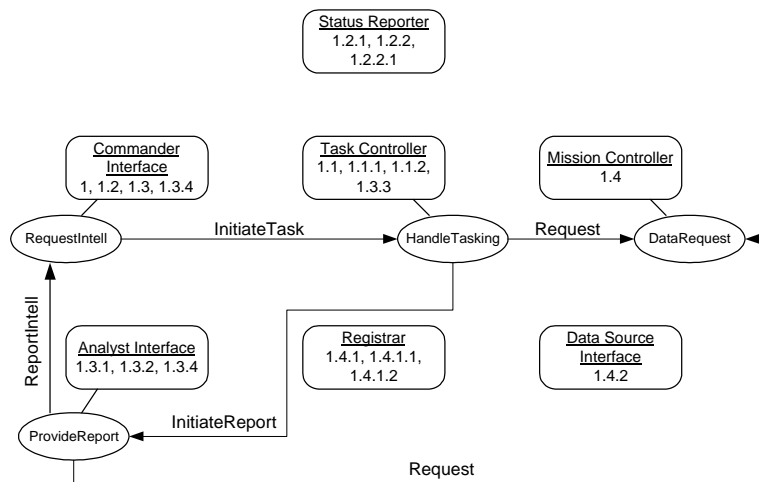 Status Reporter
1.2.1, 1.2.2,
1.2.2.1
Commander
Interface
1, 1.2, 1.3, 1.3.4
Task Controller
1.1, 1.1.1, 1.1.2,
1.3.3
Mission Controller
1.4
RequestIntell
InitiateTask
HandleTasking
Request
DataRequest
ReportIntell
Analyst Interface
1.3.1, 1.3.2, 1.3.4
Registrar
1.4.1, 1.4.1.1,
1.4.1.2
Data Source
Interface
1.4.2
InitiateReport
ProvideReport
Request